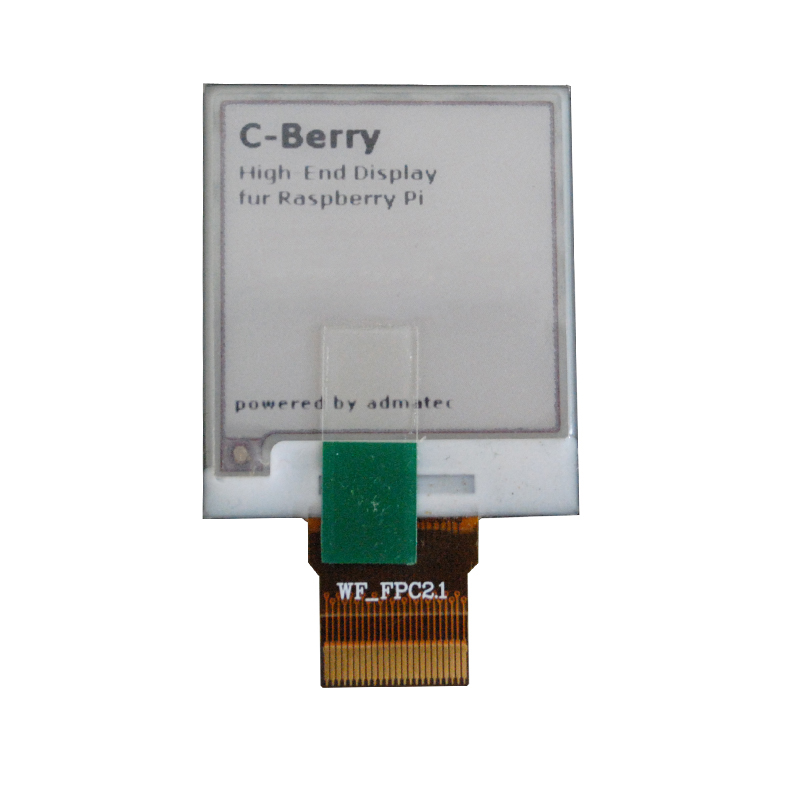 C-Berry
High-End Display
fur Raspberry Pi
powered by admatec
WF_FPC2.1